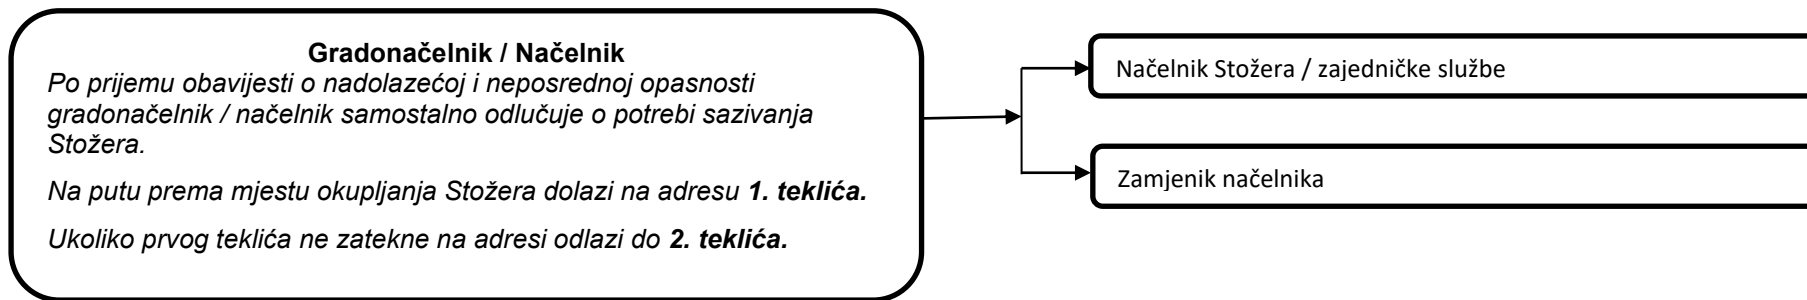 Gradonačelnik / Načelnik
Po prijemu obavijesti o nadolazećoj i neposrednoj opasnosti
gradonačelnik / načelnik samostalno odlučuje o potrebi sazivanja
Stožera.
Na putu prema mjestu okupljanja Stožera dolazi na adresu 1. teklića.
Ukoliko prvog teklića ne zatekne na adresi odlazi do 2. teklića.
Načelnik Stožera / zajedničke službe
Zamjenik načelnika